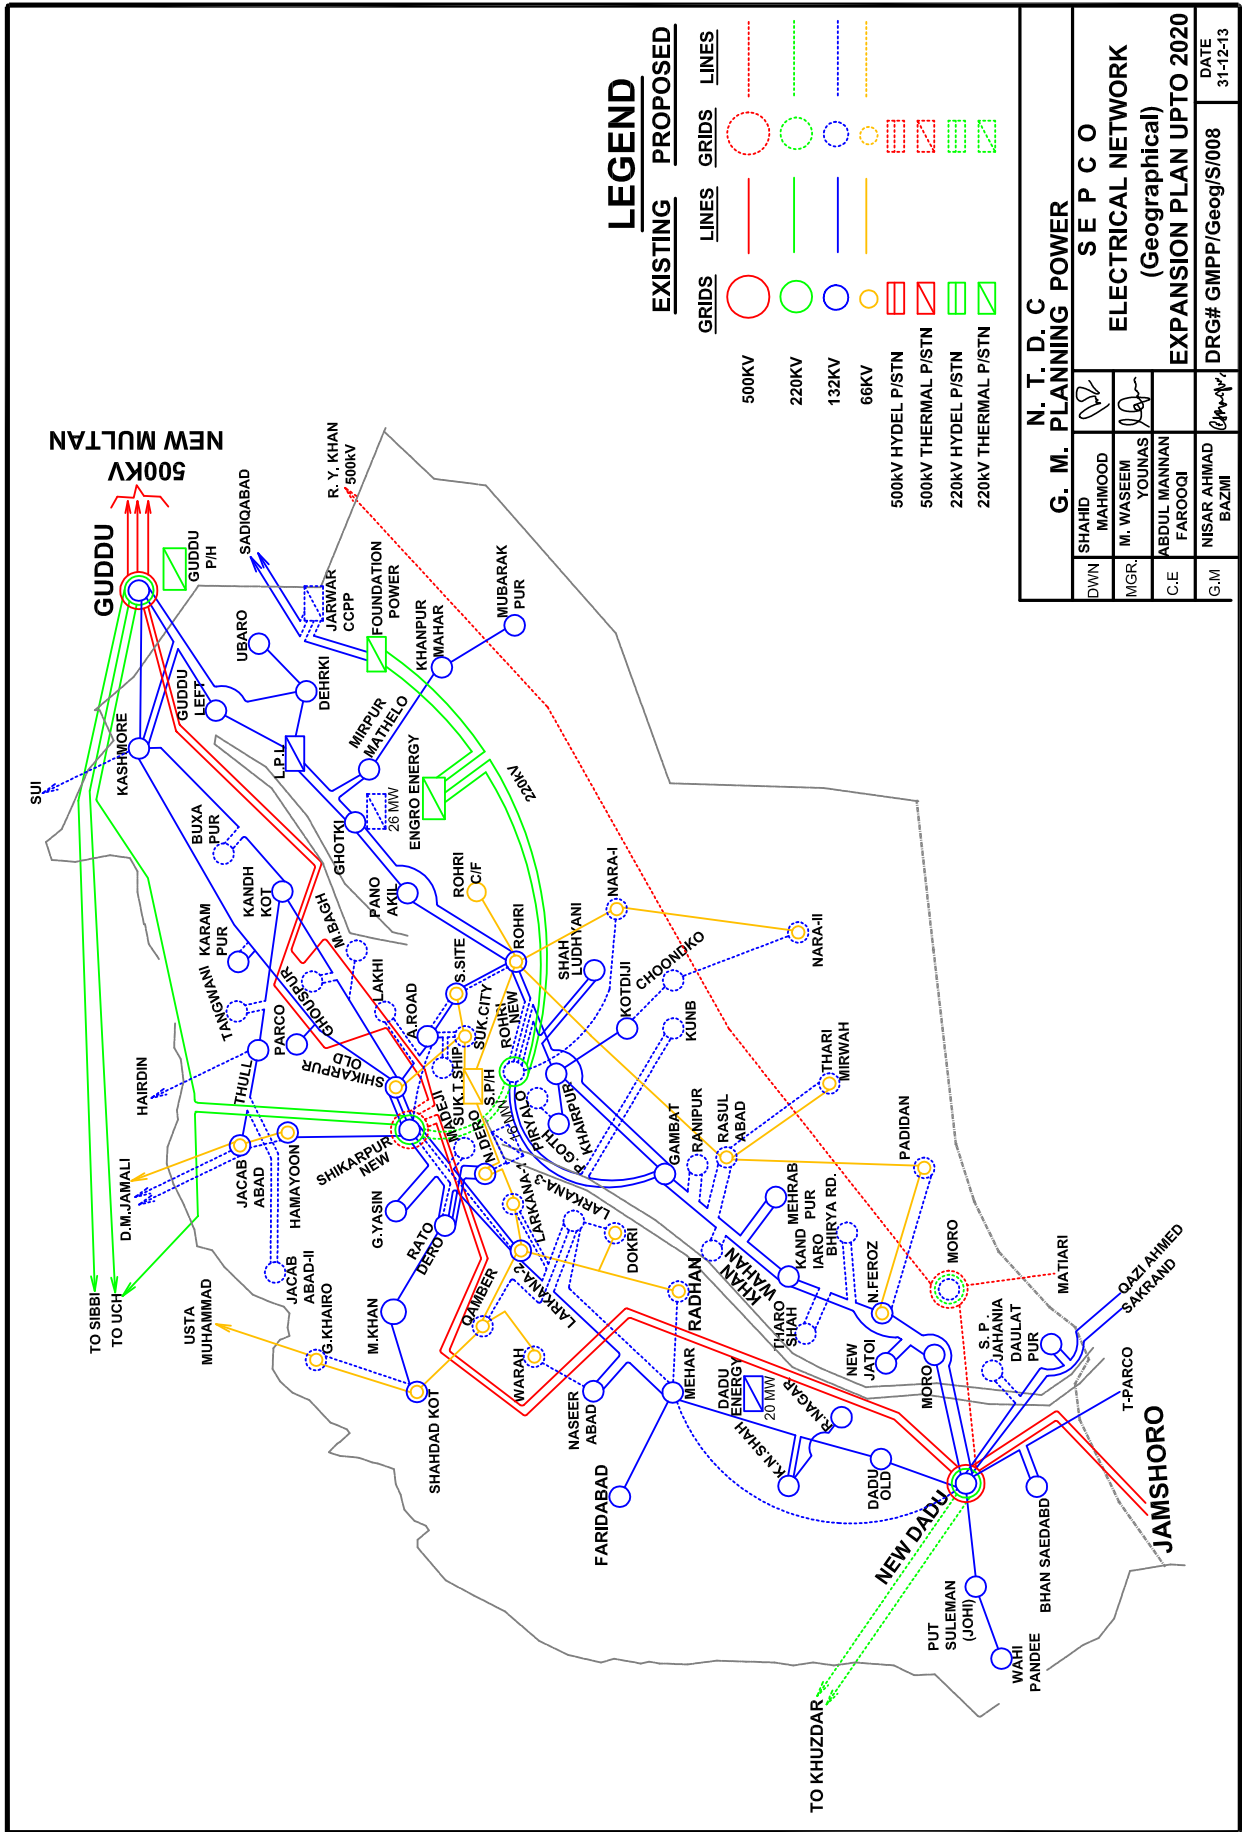 500KV
NEW MULTAN
GUDDU
GUDDU
P/H
SADIQABAD
R. Y. KHAN
500kV
JARWAR
CCPP
FOUNDATION
POWER
UBARO
DEHRKI
GUDDU
LEFT
KASHMORE
SUI
KHANPUR
MAHAR
MUBARAK
PUR
MIRPUR
MATHELO
L.P.L
ENGRO ENERGY
26 MW
GHOTKI
220KV
BUXA
PUR
KANDH
KOT
KARAM
PUR
TANGWANI
M.BAGH
GHOUSPUR
PARCO
PANO
AKIL
ROHRI
C/F
ROHRI
S.SITE
LAKHI
A.ROAD
SUK.CITY
ROHRI
NEW
SHAH
LUDHYANI
NARA-I
NARA-II
CHOONDKO
KOTDIJI
KUNB
THARI
MIRWAH
HAIRDIN
THULL
SHIKARPUR
OLD
SUK.T.SHIP
MADEJI
S.P/H
16 MW
PIRYALO
P.GOTH
KHAIRPUR
D.M.JAMALI
JACAB
ABAD
HAMAYOON
SHIKARPUR
NEW
N.DERO
LARKANA-1
LARKANA-3
LARKANA-2
GAMBAT
RANIPUR
RASUL
ABAD
PADIDAN
TO SIBBI
TO UCH
USTA
MUHAMMAD
JACAB
ABAD-II
G.KHAIRO
G.YASIN
RATO
DERO
M.KHAN
QAMBER
DOKRI
RADHAN
KHAN
WAHAN
MEHRAB
PUR
KAND
IARO
BHIRYA RD.
THARO
SHAH
N.FEROZ
MORO
MATIARI
QAZI AHMED
SAKRAND
S. P.
JAHANIA
DAULAT
PUR
T-PARCO
SHAHDAD KOT
WARAH
NASEER
ABAD
MEHAR
DADU
ENERGY
20 MW
NEW
JATOI
MORO
R.NAGAR
K.N.SHAH
FARIDABAD
DADU
OLD
NEW DADU
JAMSHORO
BHAN SAEDABD
PUT
SULEMAN
(JOHI)
WAHI
PANDEE
TO KHUZDAR
LEGEND
EXISTING
PROPOSED
GRIDS
LINES
GRIDS
LINES
500KV
220KV
132KV
66KV
500kV HYDEL P/STN
500kV THERMAL P/STN
220kV HYDEL P/STN
220kV THERMAL P/STN
N. T. D. C
G. M. PLANNING POWER
DWN
SHAHID
MAHMOOD
MGR.
M. WASEEM
YOUNAS
C.E
ABDUL MANNAN
FAROOQI
G.M
NISAR AHMAD
BAZMI
S E P C O
ELECTRICAL NETWORK
(Geographical)
EXPANSION PLAN UPTO 2020
DRG# GMPP/Geog/S/008
DATE
31-12-13